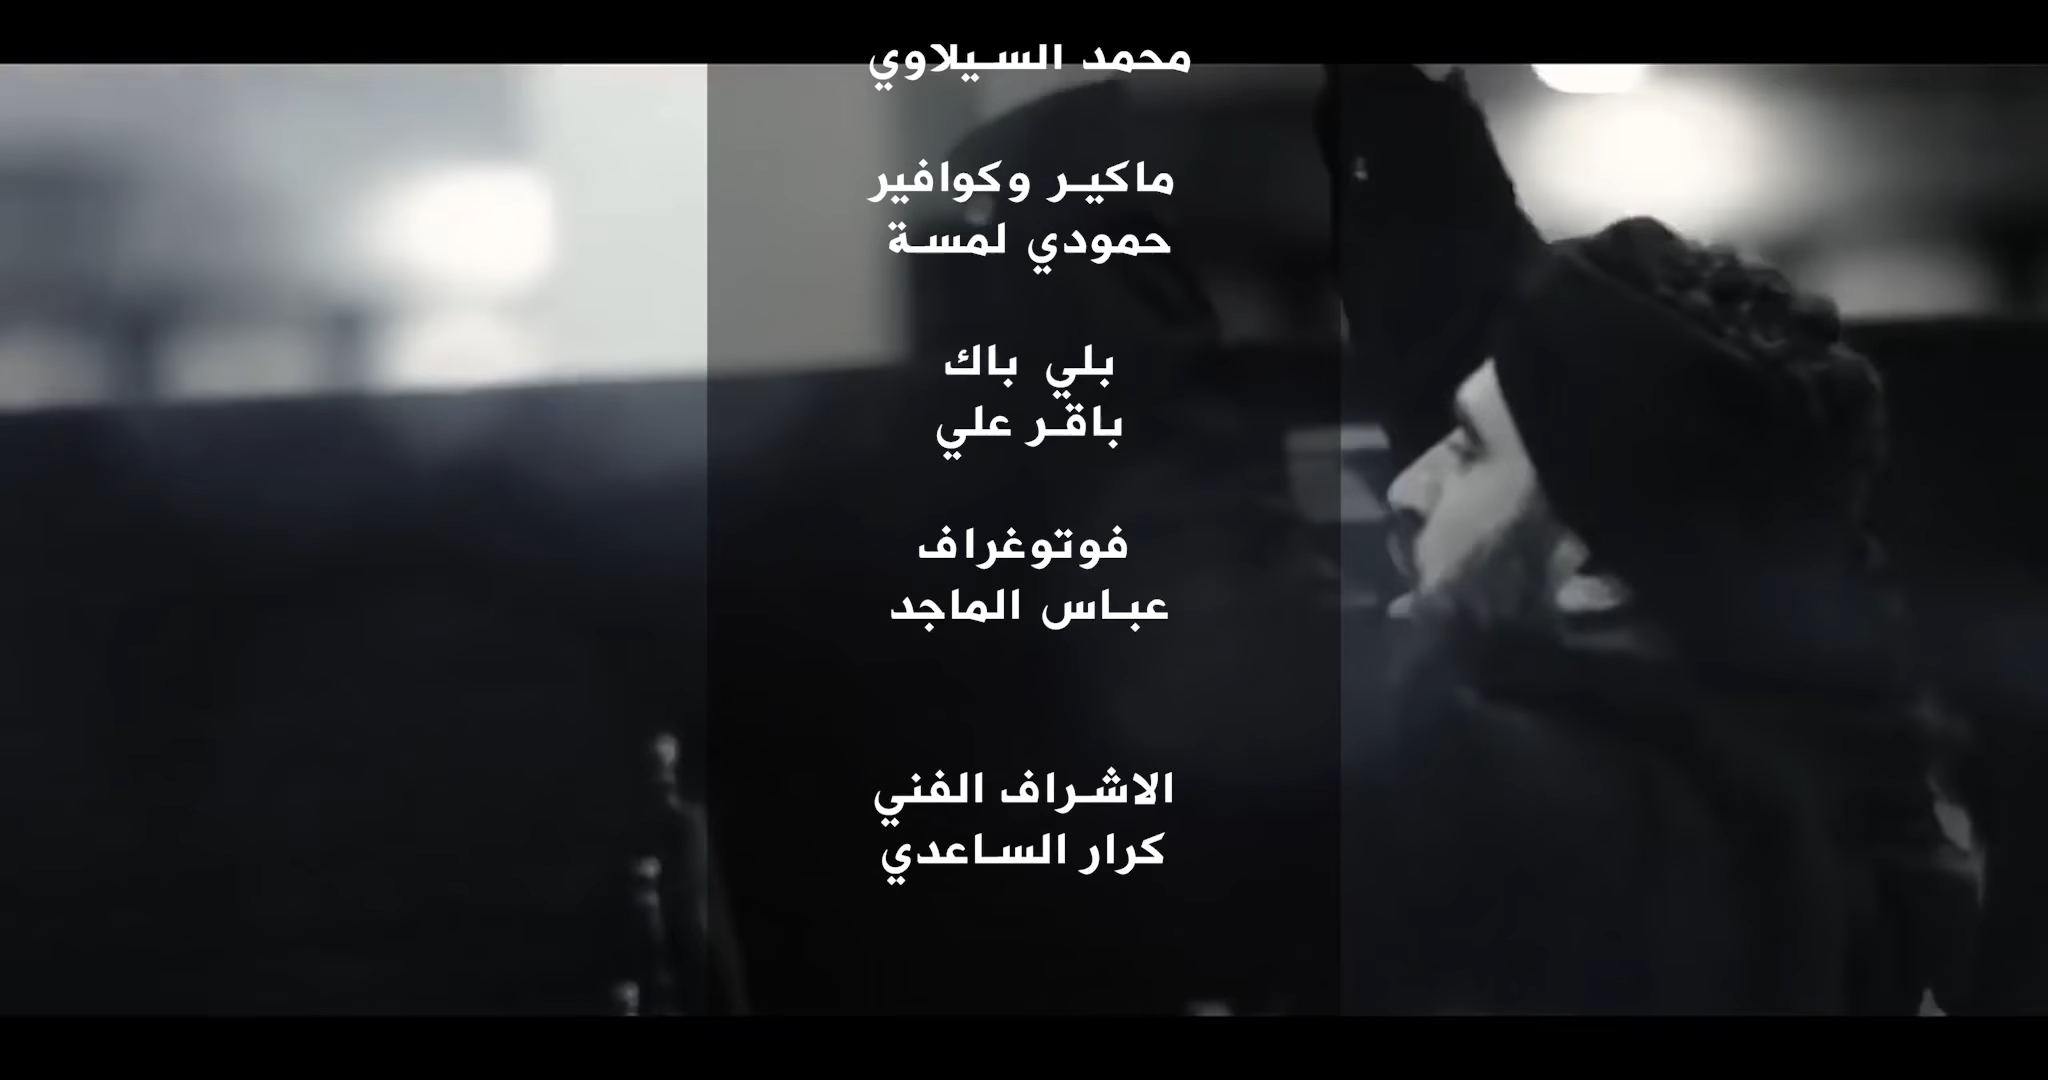 محمد السيلاوي
ماكير وكوافير
حمودي لمسة
بلي باك
باقر علي
فوتوغراف
عباس الماجد
الاشراف الفني
كرار الساعدي